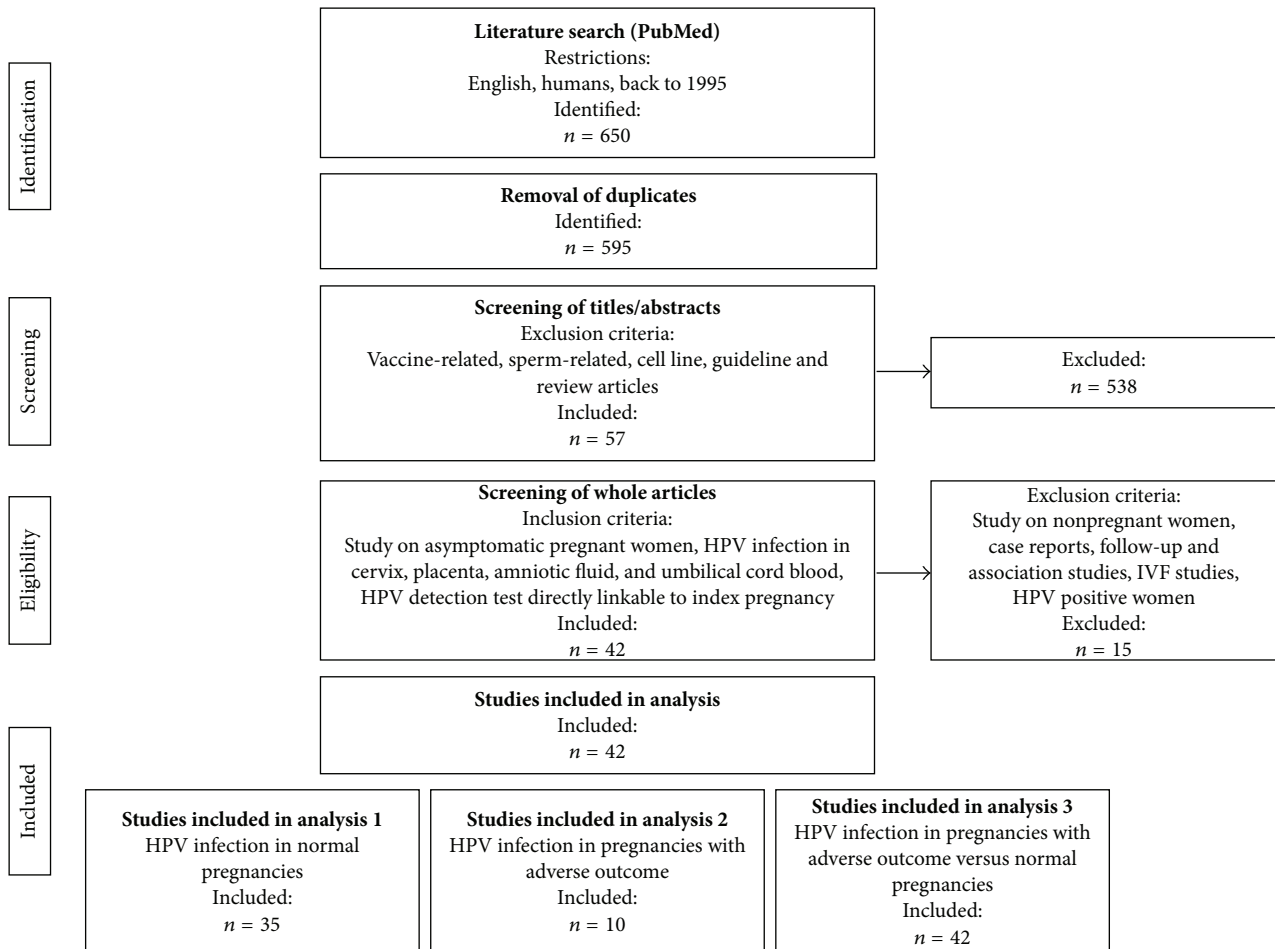 Identification
Literature search (PubMed)
Restrictions:
English, humans, back to 1995
Identified:
n = 650
Removal of duplicates
Identified:
n = 595
Screening
Screening of titles/abstracts
Exclusion criteria:
Vaccine-related, sperm-related, cell line, guideline and
review articles
Included:
n = 57
Excluded:
n = 538
Eligibility
Screening of whole articles
Inclusion criteria:
Study on asymptomatic pregnant women, HPV infection in
cervix, placenta, amniotic fluid, and umbilical cord blood,
HPV detection test directly linkable to index pregnancy
Included:
n = 42
Exclusion criteria:
Study on nonpregnant women,
case reports, follow-up and
association studies, IVF studies,
HPV positive women
Excluded:
n = 15
Included
Studies included in analysis
Included:
n = 42
Studies included in analysis 1
HPV infection in normal
pregnancies
Included:
n = 35
Studies included in analysis 2
HPV infection in pregnancies with
adverse outcome
Included:
n = 10
Studies included in analysis 3
HPV infection in pregnancies with
adverse outcome versus normal
pregnancies
Included:
n = 42